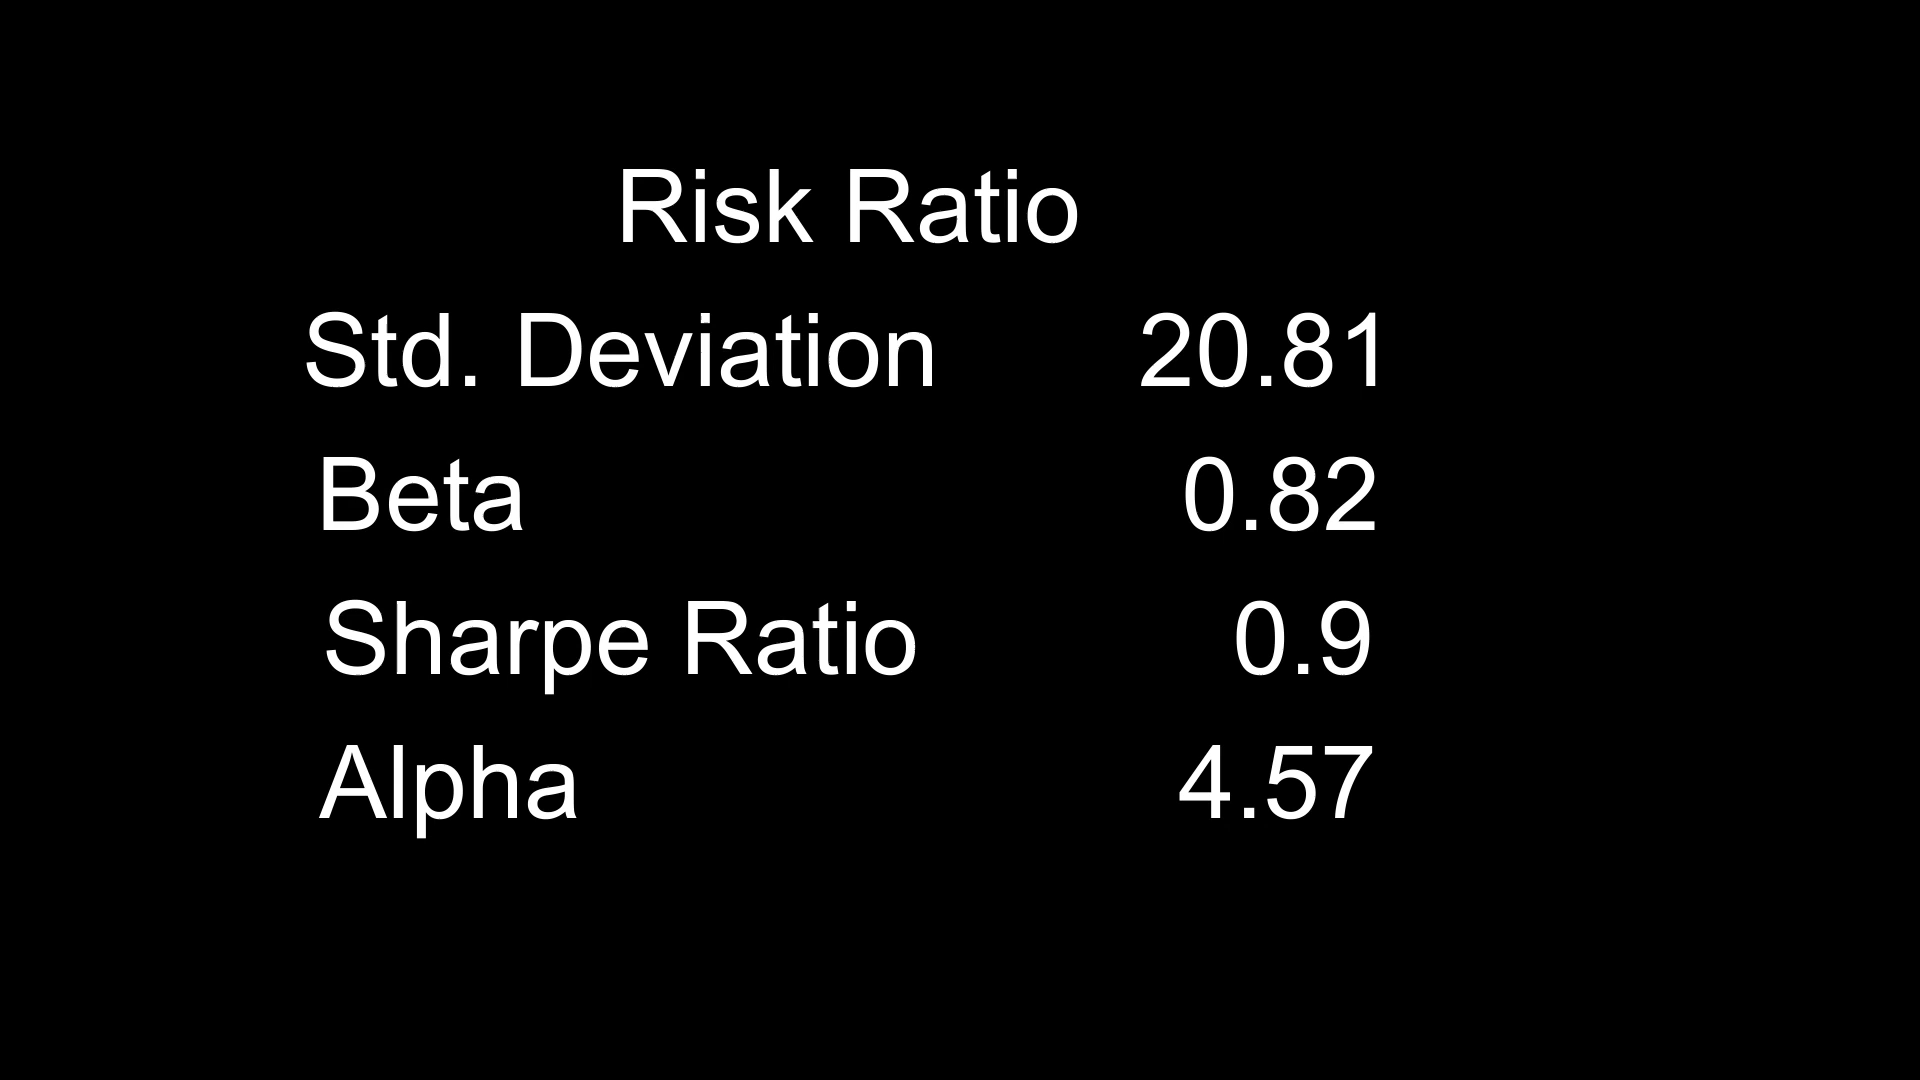 Risk Ratio
Std. Deviation 20.81
Beta 0.82
Sharpe Ratio 0.9
Alpha 4.57